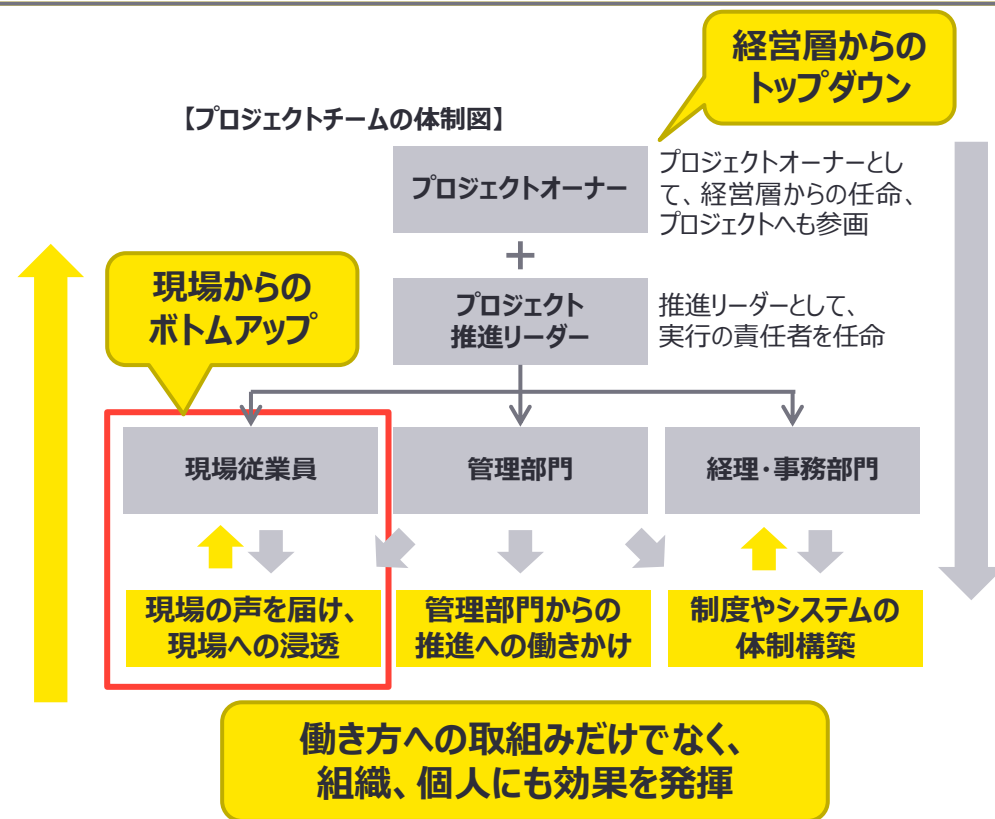 経営層からの
トップダウン
【プロジェクトチームの体制図】
プロジェクトオーナー
プロジェクトオーナーとし
て、経営層からの任命、
プロジェクトへも参画
+
現場からの
ボトムアップ
プロジェクト
推進リーダー
推進リーダーとして、
実行の責任者を任命
現場従業員
管理部門
経理・事務部門
現場の声を届け、
現場への浸透
管理部門からの
推進への働きかけ
制度やシステムの
体制構築
働き方への取組みだけでなく、
組織、個人にも効果を発揮